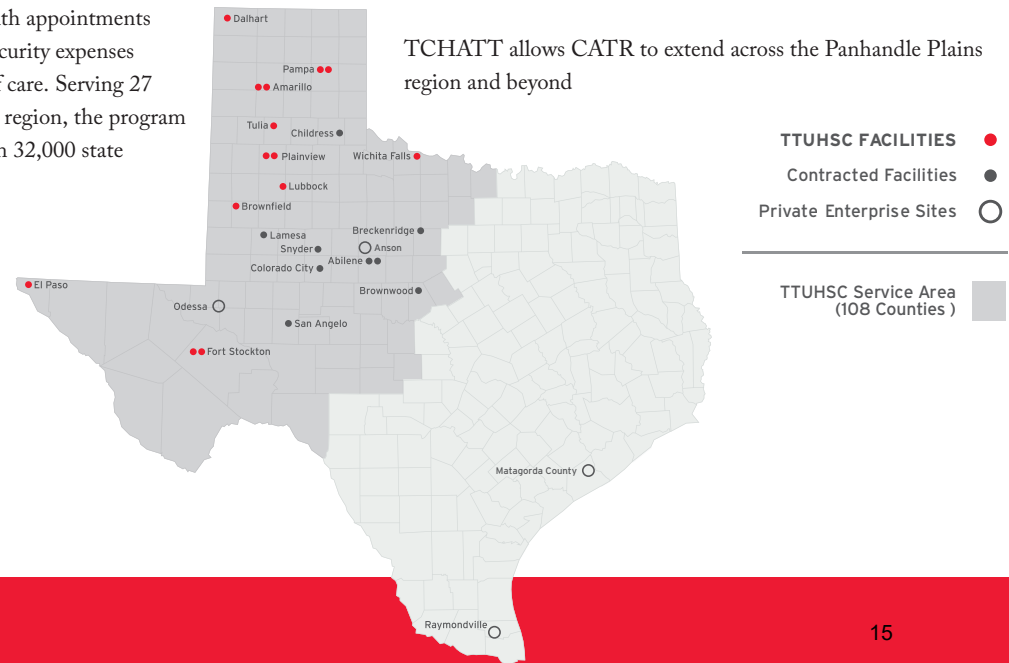 th appointments
curity expenses
f care. Serving 27
region, the program
n 32,000 state
TCHATT allows CATR to extend across the Panhandle Plains
region and beyond
TTUHSC FACILITIES
Contracted Facilities
Private Enterprise Sites
TTUHSC Service Area
(108 Counties )
Dalhart
Pampa
Amarillo
Tulia
Childress
Plainview
Wichita Falls
Lubbock
Brownfield
Lamesa
Breckenridge
Snyder
Anson
Abilene
Colorado City
El Paso
Brownwood
Odessa
San Angelo
Fort Stockton
Matagorda County
Raymondville
15